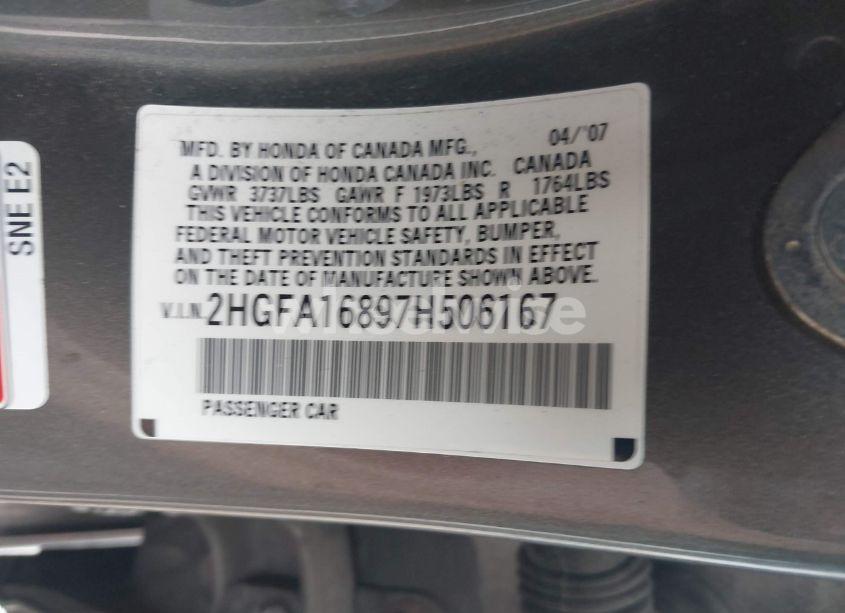 MFD. BY HONDA OF CANADA MFG., 04/'07
A DIVISION OF HONDA CANADA INC. CANADA
GVWR 3737LBS GAWR F 1973LBS R 1764LBS
THIS VEHICLE CONFORMS TO ALL APPLICABLE
FEDERAL MOTOR VEHICLE SAFETY, BUMPER,
AND THEFT PREVENTION STANDARDS IN EFFECT
ON THE DATE OF MANUFACTURE SHOWN ABOVE.
V.I.N. 2HGFA16897H506167
PASSENGER CAR
SNE E2